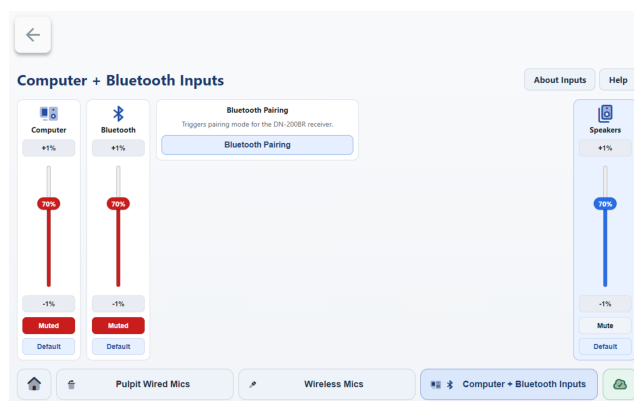 Computer + Bluetooth Inputs
About Inputs
Help
Computer
+1%
70%
-1%
Muted
Default
Bluetooth
+1%
70%
-1%
Muted
Default
Bluetooth Pairing
Triggers pairing mode for the DN-200BR receiver.
Bluetooth Pairing
Speakers
+1%
70%
-1%
Mute
Default
Pulpit Wired Mics
Wireless Mics
Computer + Bluetooth Inputs